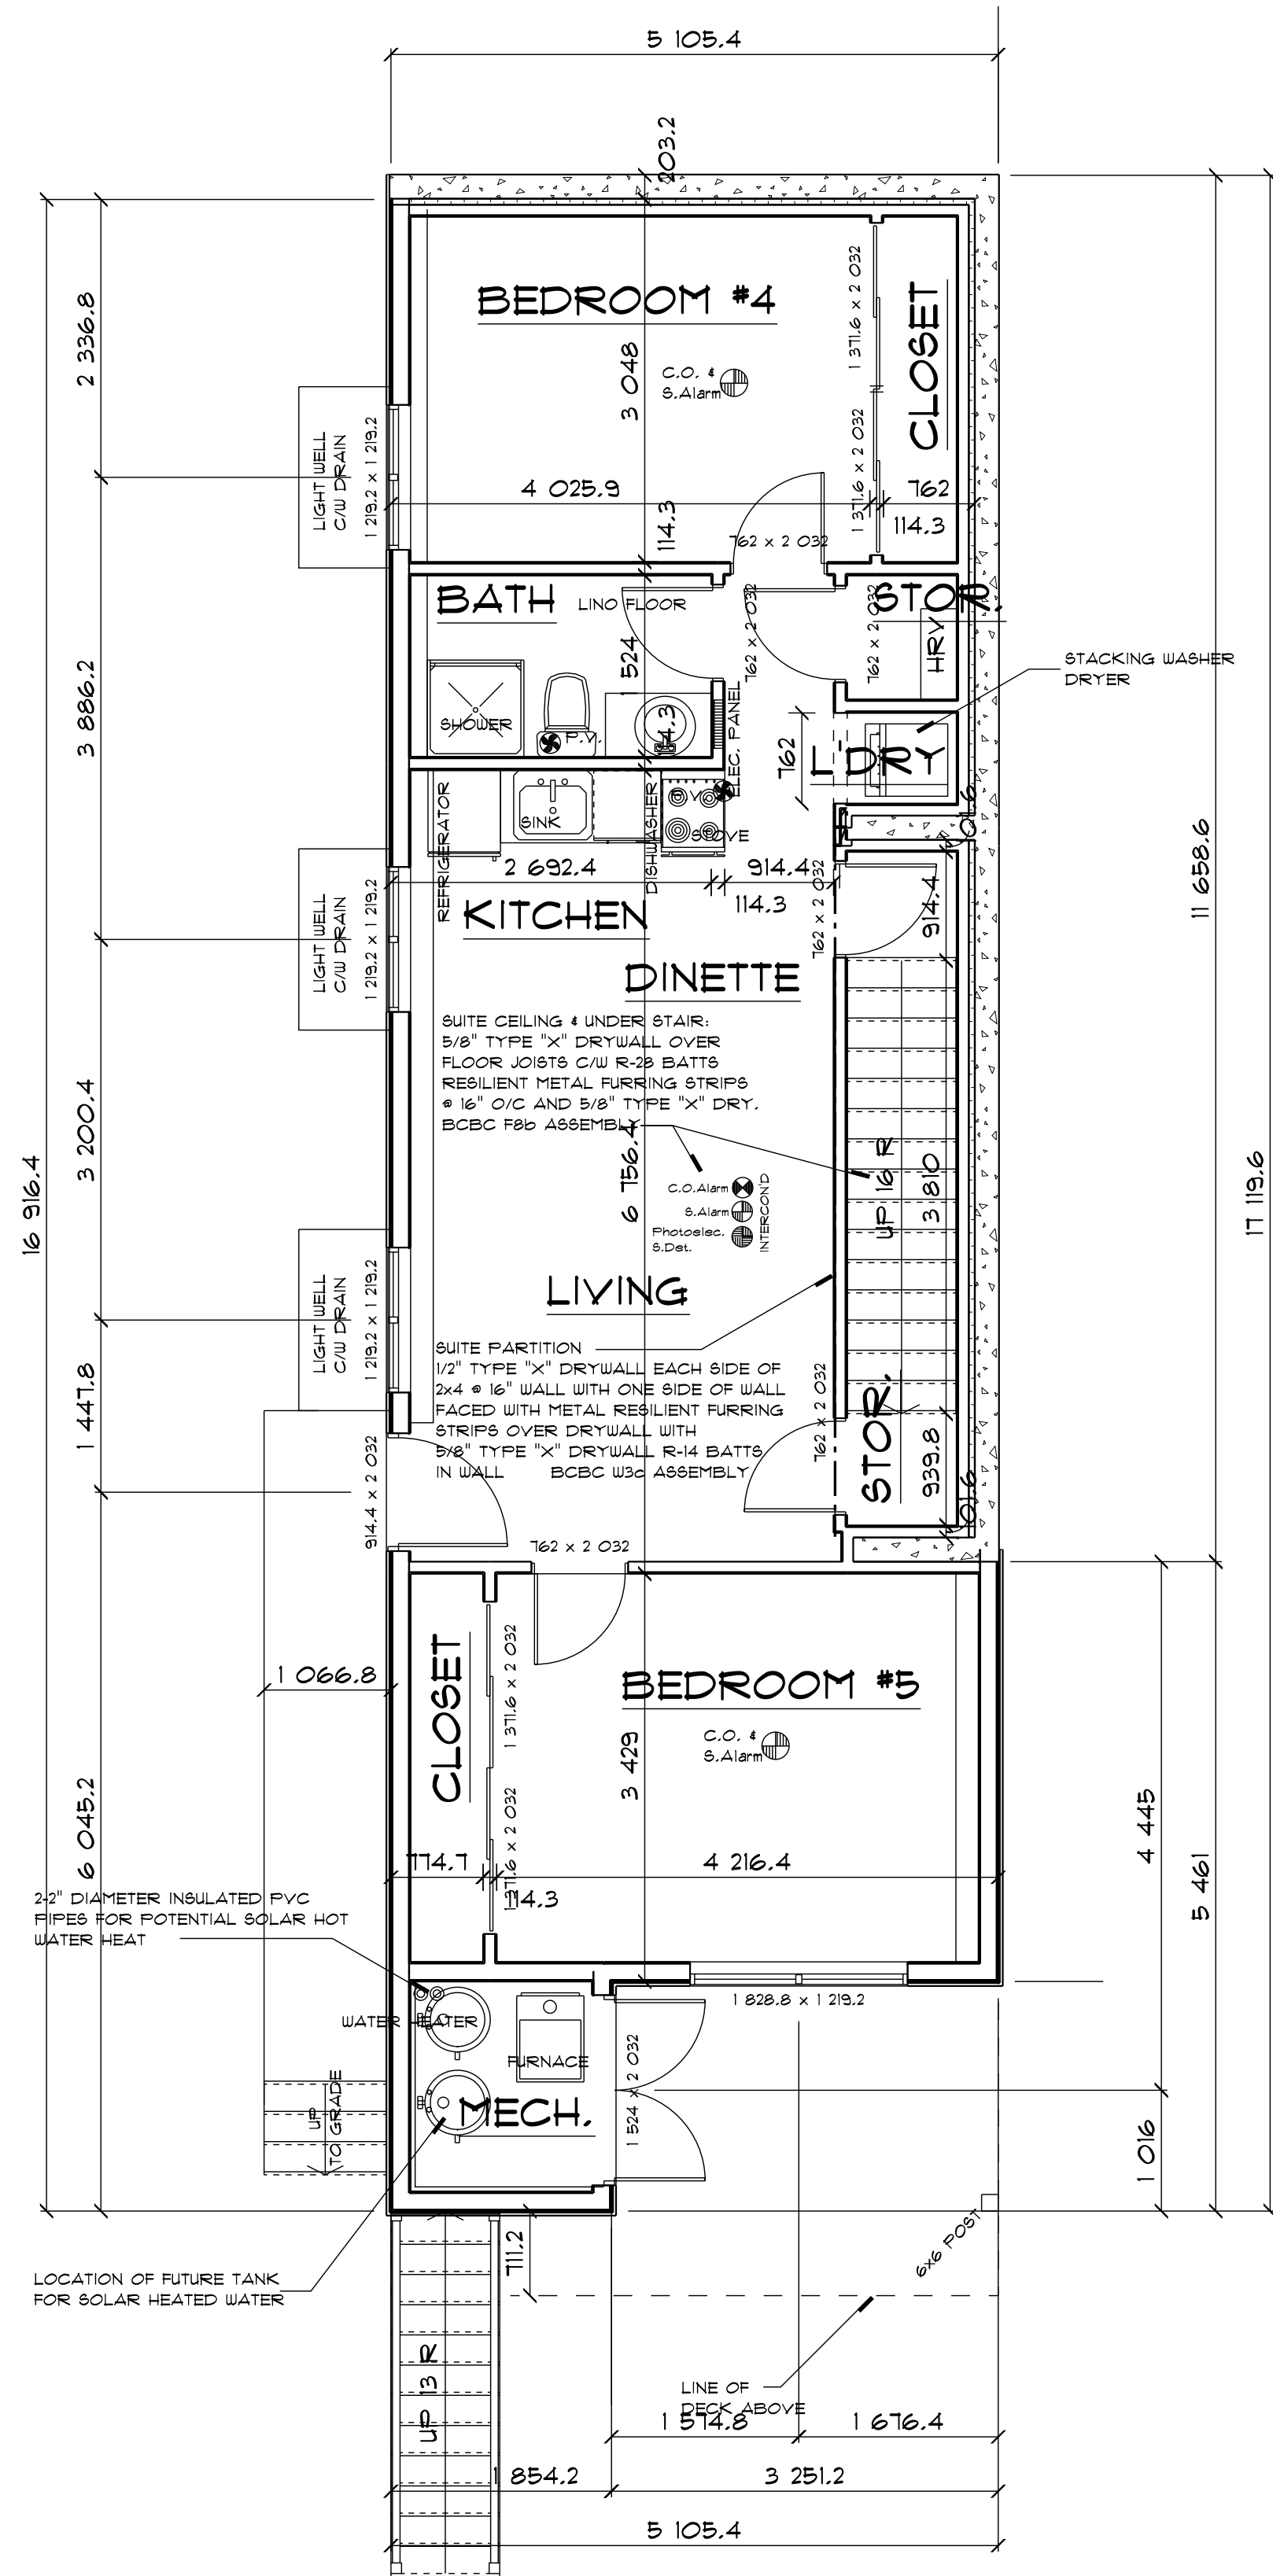 5 105.4
203.2
BEDROOM #4
CLOSET
1 371.6 x 2 032
1 371.6 x 2 032
2 336.8
3 048
C.O. &
S.Alarm
LIGHT WELL
C/W DRAIN
1 219.2 x 1 219.2
4 025.9
762
114.3
114.3
762 x 2 032
BATH
LINO FLOOR
STOR.
HRV
762 x 2 032
762 x 2 032
1 524
STACKING WASHER
DRYER
3 886.2
SHOWER
P.V.
114.3
ELEC. PANEL
762
L'DRY
REFRIGERATOR
SINK
DISHWASHER
P.V.
STOVE
101.6
2 692.4
914.4
114.3
762 x 2 032
914.4
11 658.6
LIGHT WELL
C/W DRAIN
1 219.2 x 1 219.2
KITCHEN
DINETTE
SUITE CEILING & UNDER STAIR:
5/8" TYPE "X" DRYWALL OVER
FLOOR JOISTS C/W R-28 BATTS
RESILIENT METAL FURRING STRIPS
@ 16" O/C AND 5/8" TYPE "X" DRY.
BCBC F8b ASSEMBLY
3 200.4
16 916.4
6 756.4
UP 16 R
3 810
17 119.6
C.O.Alarm
S.Alarm
Photoelec.
S.Det.
INTERCON'D
LIVING
LIGHT WELL
C/W DRAIN
1 219.2 x 1 219.2
SUITE PARTITION
1/2" TYPE "X" DRYWALL EACH SIDE OF
2x4 @ 16" WALL WITH ONE SIDE OF WALL
FACED WITH METAL RESILIENT FURRING
STRIPS OVER DRYWALL WITH
5/8" TYPE "X" DRYWALL R-14 BATTS
IN WALL BCBC W3c ASSEMBLY
1 447.8
762 x 2 032
STOR.
939.8
101.6
914.4 x 2 032
762 x 2 032
CLOSET
1 371.6 x 2 032
1 371.6 x 2 032
BEDROOM #5
C.O. &
S.Alarm
1 066.8
3 429
6 045.2
774.7
114.3
4 216.4
4 445
5 461
2-2" DIAMETER INSULATED PVC
PIPES FOR POTENTIAL SOLAR HOT
WATER HEAT
1 828.8 x 1 219.2
WATER HEATER
FURNACE
MECH.
1 524 x 2 032
UP
TO GRADE
1 016
711.2
6x6 POST
LOCATION OF FUTURE TANK
FOR SOLAR HEATED WATER
UP 13 R
LINE OF
DECK ABOVE
1 574.8
1 676.4
1 854.2
3 251.2
5 105.4